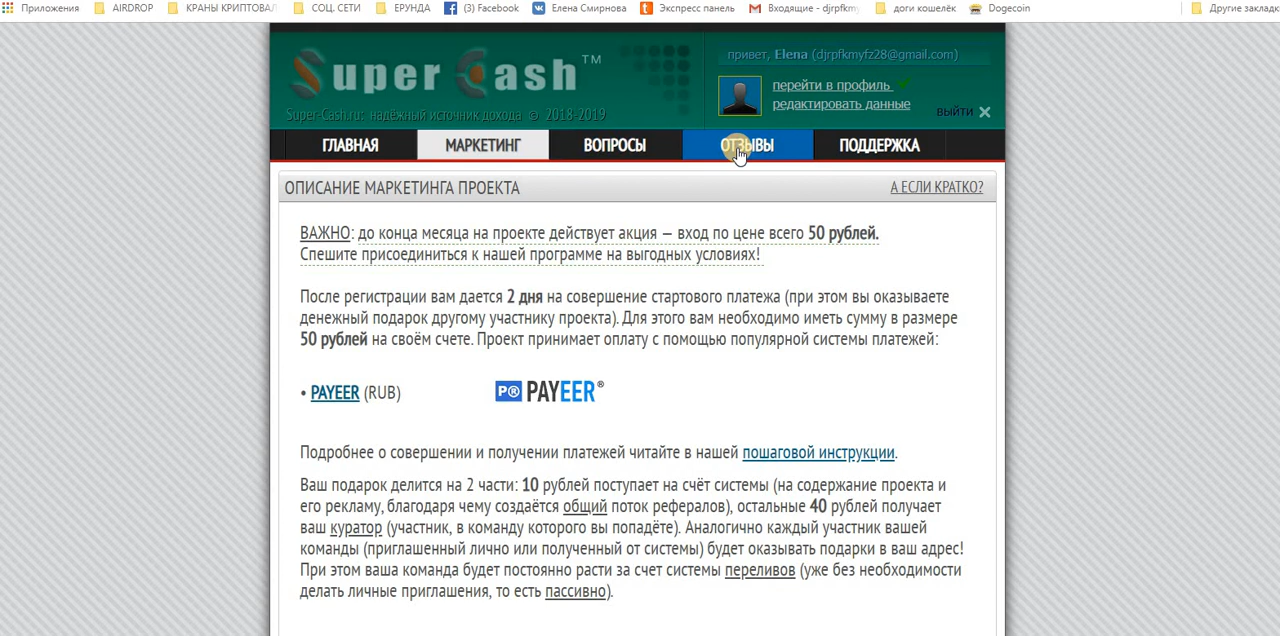 Приложения AIRDROP КРАНЫ КРИПТОВАЛ СОЦ. СЕТИ ЕРУНДА (3) Facebook Елена Смирнова Экспресс панель Входящие - djrpfkmy доги кошелёк Dogecoin Другие закладк
Super Cash TM
Super-Cash.ru: надёжный источник дохода © 2018-2019
привет, Elena (djrpfkmyfz28@gmail.com)
перейти в профиль
редактировать данные
выйти
ГЛАВНАЯ МАРКЕТИНГ ВОПРОСЫ ОТЗЫВЫ ПОДДЕРЖКА
ОПИСАНИЕ МАРКЕТИНГА ПРОЕКТА А ЕСЛИ КРАТКО?
ВАЖНО: до конца месяца на проекте действует акция — вход по цене всего 50 рублей.
Спешите присоединиться к нашей программе на выгодных условиях!
После регистрации вам дается 2 дня на совершение стартового платежа (при этом вы оказываете
денежный подарок другому участнику проекта). Для этого вам необходимо иметь сумму в размере
50 рублей на своём счете. Проект принимает оплату с помощью популярной системы платежей:
• PAYEER (RUB) PAYEER®
Подробнее о совершении и получении платежей читайте в нашей пошаговой инструкции.
Ваш подарок делится на 2 части: 10 рублей поступает на счёт системы (на содержание проекта и
его рекламу, благодаря чему создаётся общий поток рефералов), остальные 40 рублей получает
ваш куратор (участник, в команду которого вы попадёте). Аналогично каждый участник вашей
команды (приглашенный лично или полученный от системы) будет оказывать подарки в ваш адрес!
При этом ваша команда будет постоянно расти за счет системы переливов (уже без необходимости
делать личные приглашения, то есть пассивно).